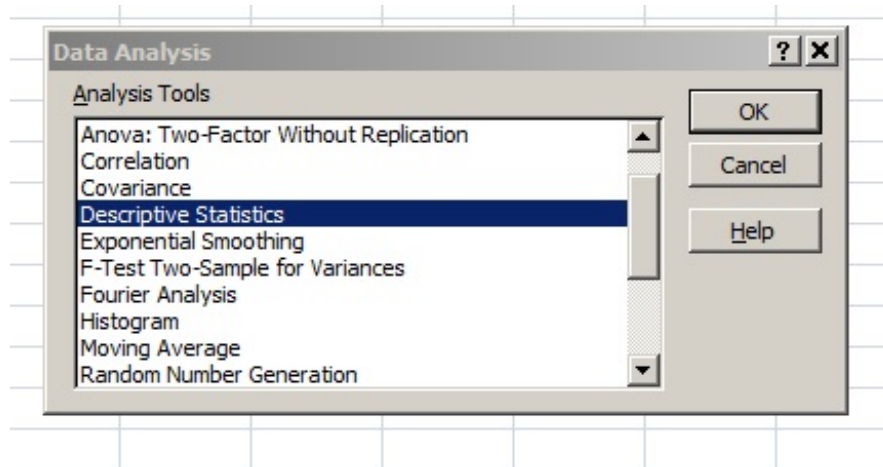 Data Analysis
? X
Analysis Tools
Anova: Two-Factor Without Replication
Correlation
Covariance
Descriptive Statistics
Exponential Smoothing
F-Test Two-Sample for Variances
Fourier Analysis
Histogram
Moving Average
Random Number Generation
OK
Cancel
Help